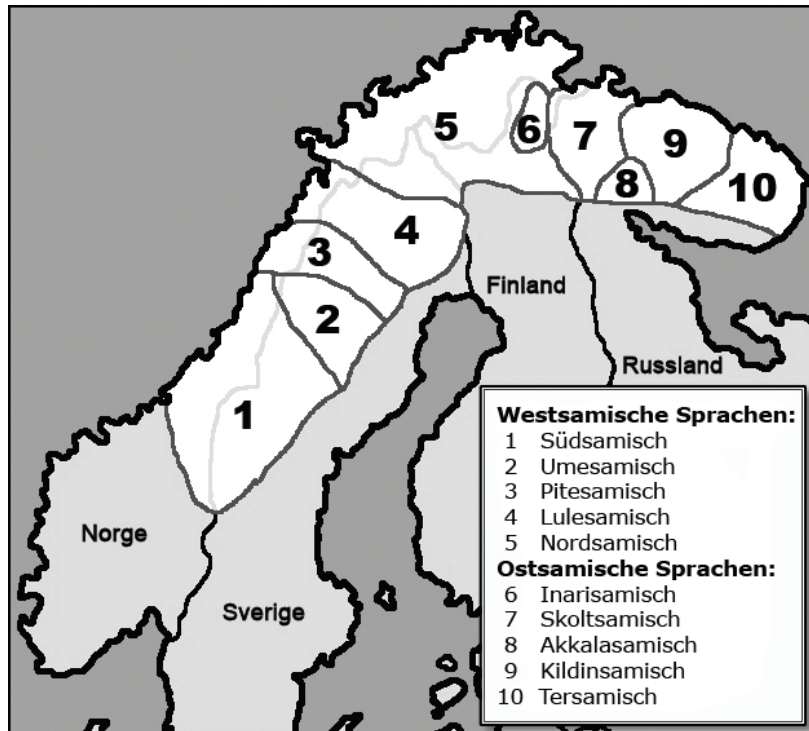 5
6
7
9
8
10
4
3
Finland
2
Russland
1
Norge
Sverige
Westsamische Sprachen:
1 Südsamisch
2 Umesamisch
3 Pitesamisch
4 Lulesamisch
5 Nordsamisch
Ostsamische Sprachen:
6 Inarisamisch
7 Skoltsamisch
8 Akkalasamisch
9 Kildinsamisch
10 Tersamisch